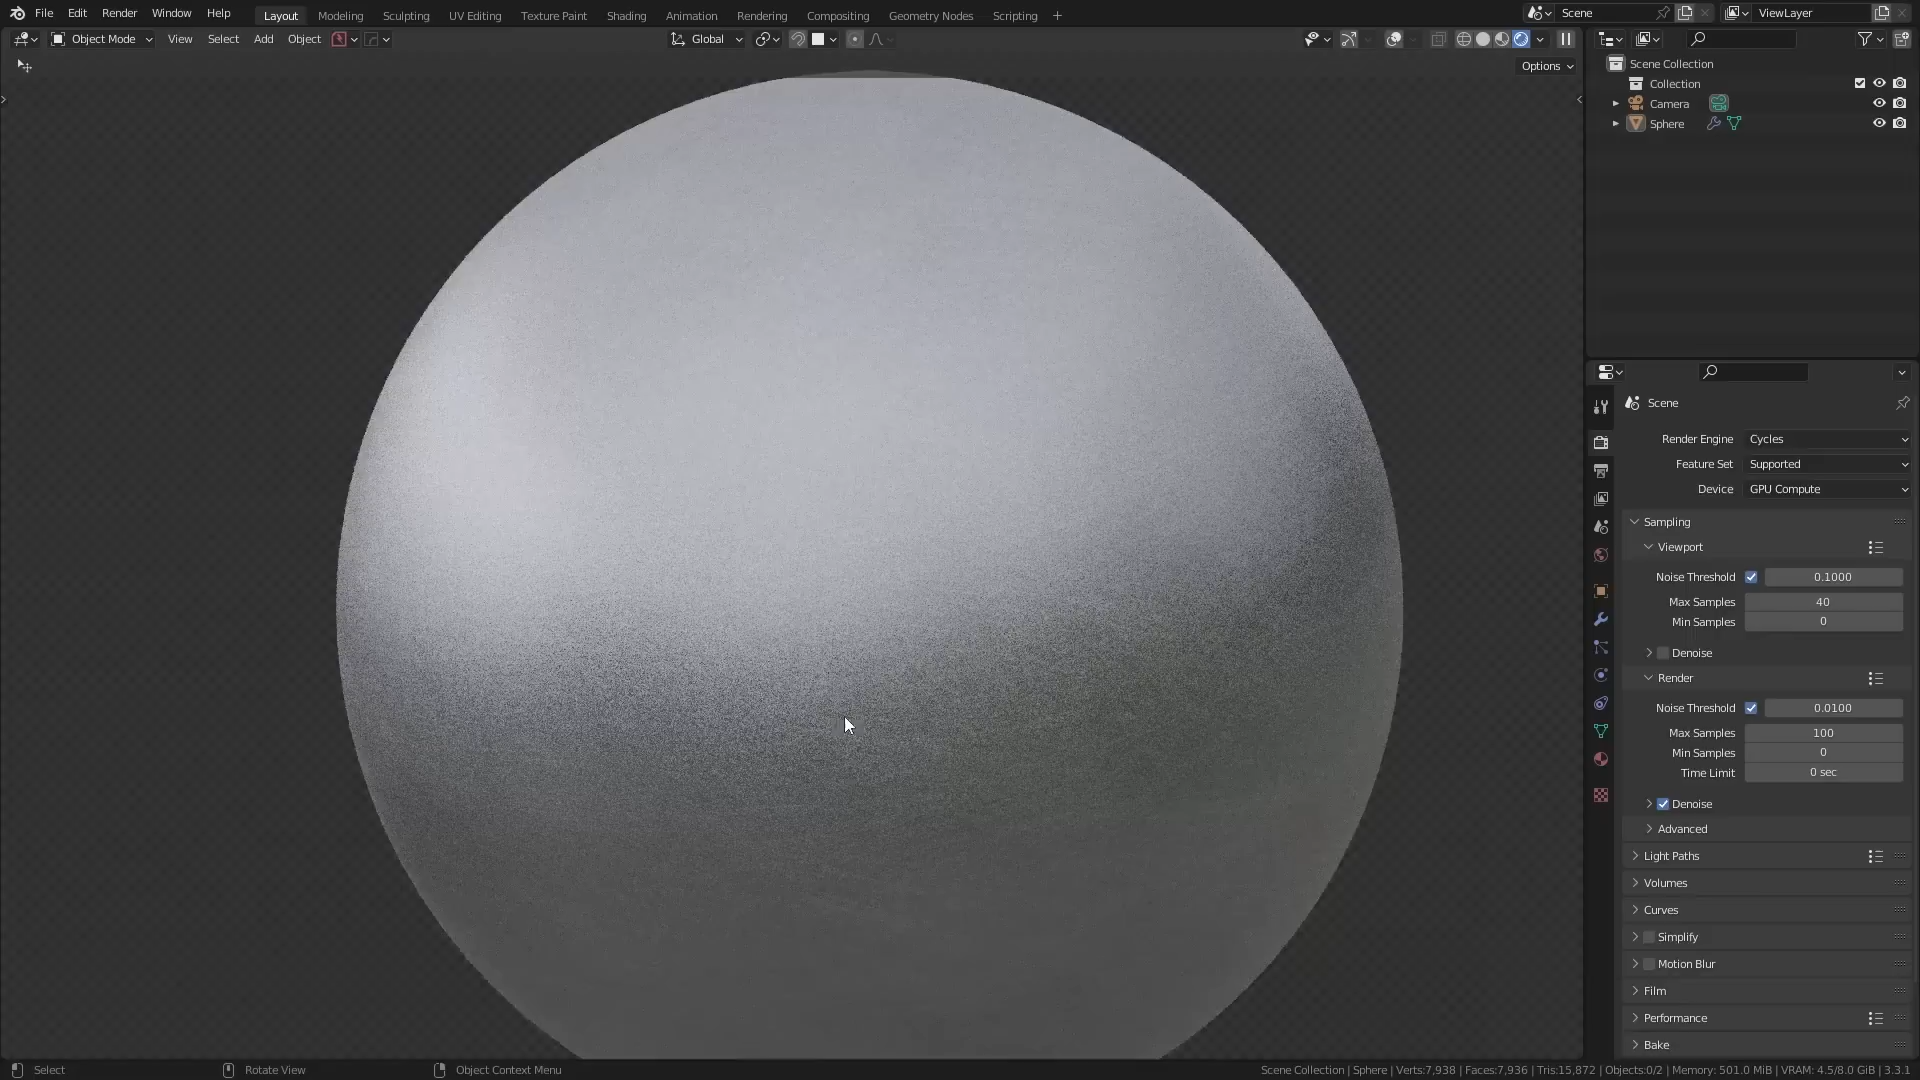 File Edit Render Window Help Layout Modeling Sculpting UV Editing Texture Paint Shading Animation Rendering Compositing Geometry Nodes Scripting + Scene ViewLayer
Object Mode View Select Add Object Global
Options
Scene Collection
Collection
Camera
Sphere
Scene
Render Engine Cycles
Feature Set Supported
Device GPU Compute
Sampling
Viewport
Noise Threshold 0.1000
Max Samples 40
Min Samples 0
Denoise
Render
Noise Threshold 0.0100
Max Samples 100
Min Samples 0
Time Limit 0 sec
Denoise
Advanced
Light Paths
Volumes
Curves
Simplify
Motion Blur
Film
Performance
Bake
Select Rotate View Object Context Menu Scene Collection | Sphere | Verts:7,938 | Faces:7,936 | Tris:15,872 | Objects:0/2 | Memory: 501.0 MiB | VRAM: 4.5/8.0 GiB | 3.3.1